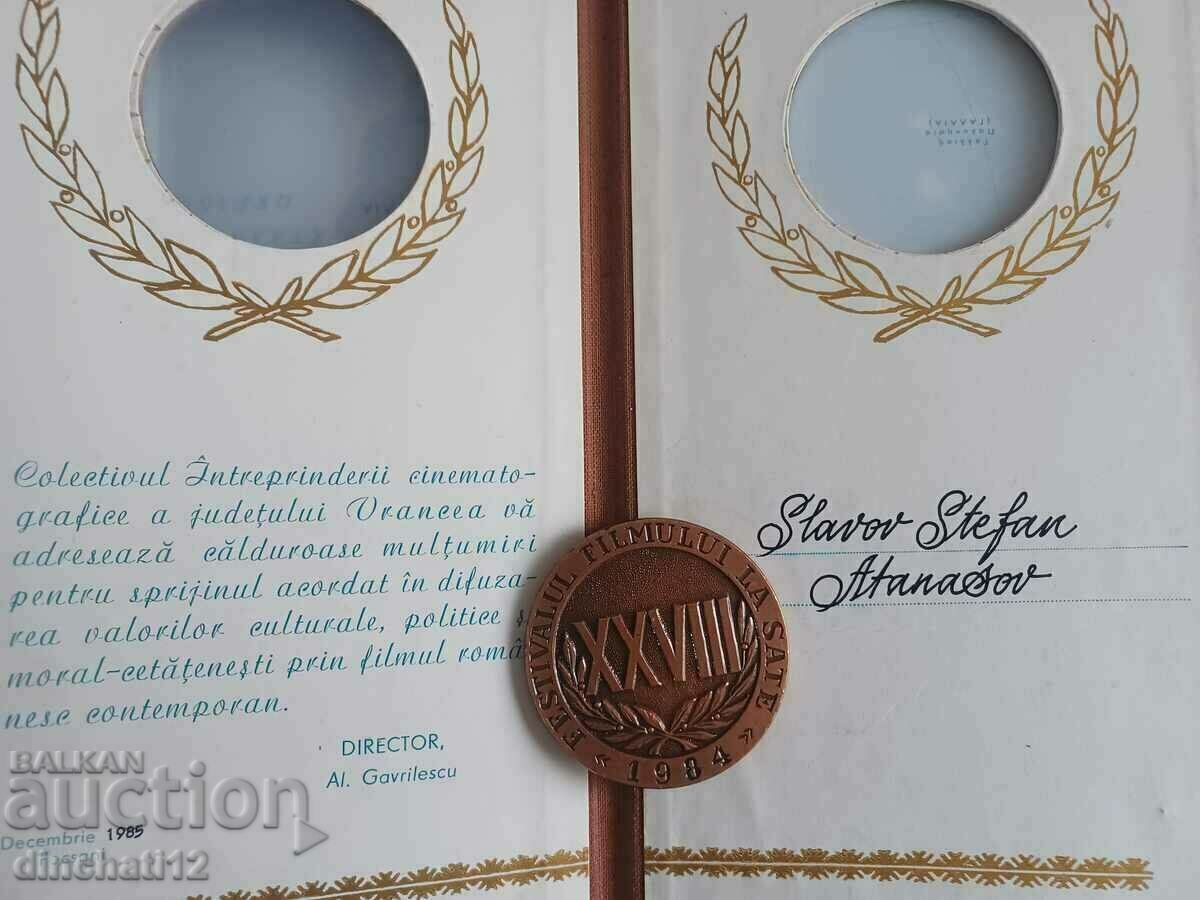 Colectivul Întreprinderii cinemato-
grafice a județului Vrancea vă
adresează călduroase mulțumiri
pentru sprijinul acordat în difuza-
rea valorilor culturale, politice
moral-cetățenești prin filmul româ
nesc contemporan.
DIRECTOR,
Al. Gavrilescu
Decembrie 1985
Slavov Stefan
Atanasov
FESTIVALUL FILMULUI LA SATE
XXVIII
« 1984 »
BALKAN
auction
dinehati12